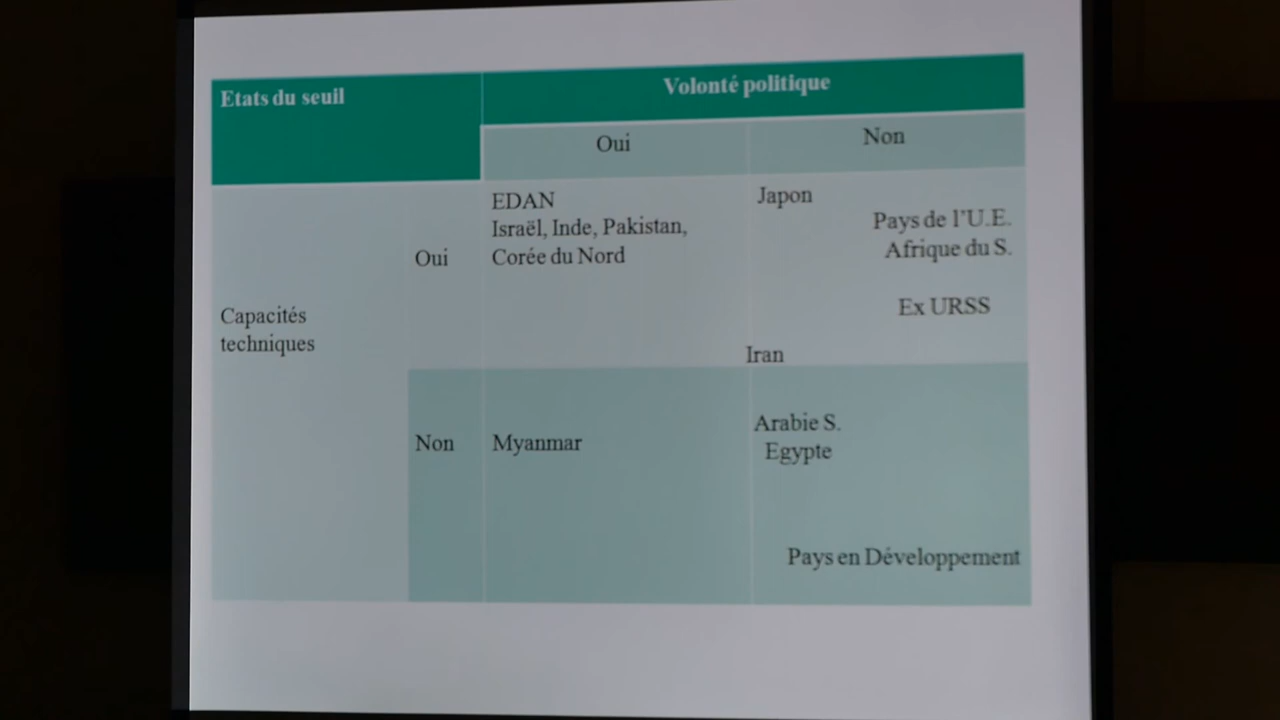 Etats du seuil
Volonté politique
Oui
Non
Capacités
techniques
Oui
EDAN
Israël, Inde, Pakistan,
Corée du Nord
Japon
Pays de l'U.E.
Afrique du S.
Ex URSS
Iran
Non
Myanmar
Arabie S.
Egypte
Pays en Développement